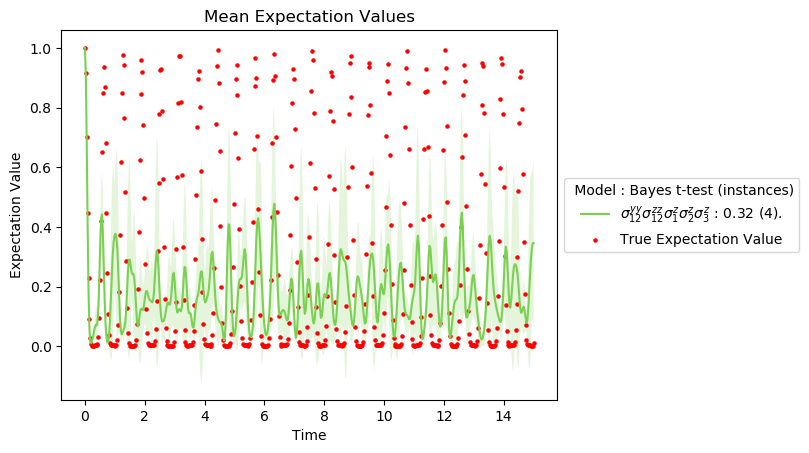 Mean Expectation Values
Expectation Value
1.0
0.8
0.6
0.4
0.2
0.0
0 2 4 6 8 10 12 14
Time
Model : Bayes t-test (instances)
σ₁₂ʸʸσ₁₂ᶻᶻσ₁ᶻσ₂ᶻσ₃ᶻ : 0.32 (4).
True Expectation Value